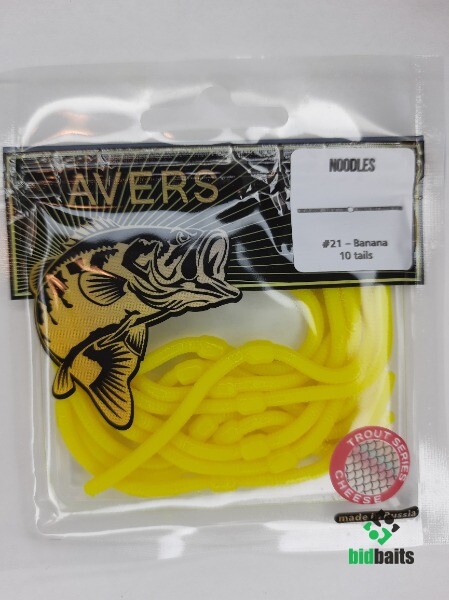 AVERS
NOODLES
#21 – Banana
10 tails
TROUT SERIES
CHEESE
made in Russia
bidbaits